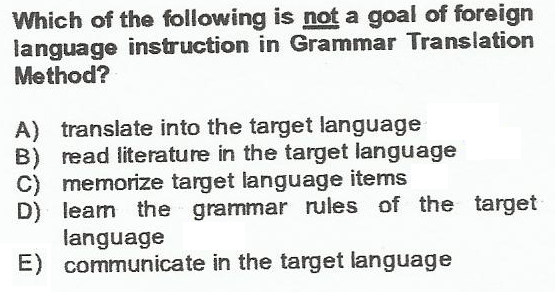 Which of the following is not a goal of foreign
language instruction in Grammar Translation
Method?
A) translate into the target language
B) read literature in the target language
C) memorize target language items
D) learn the grammar rules of the target
language
E) communicate in the target language